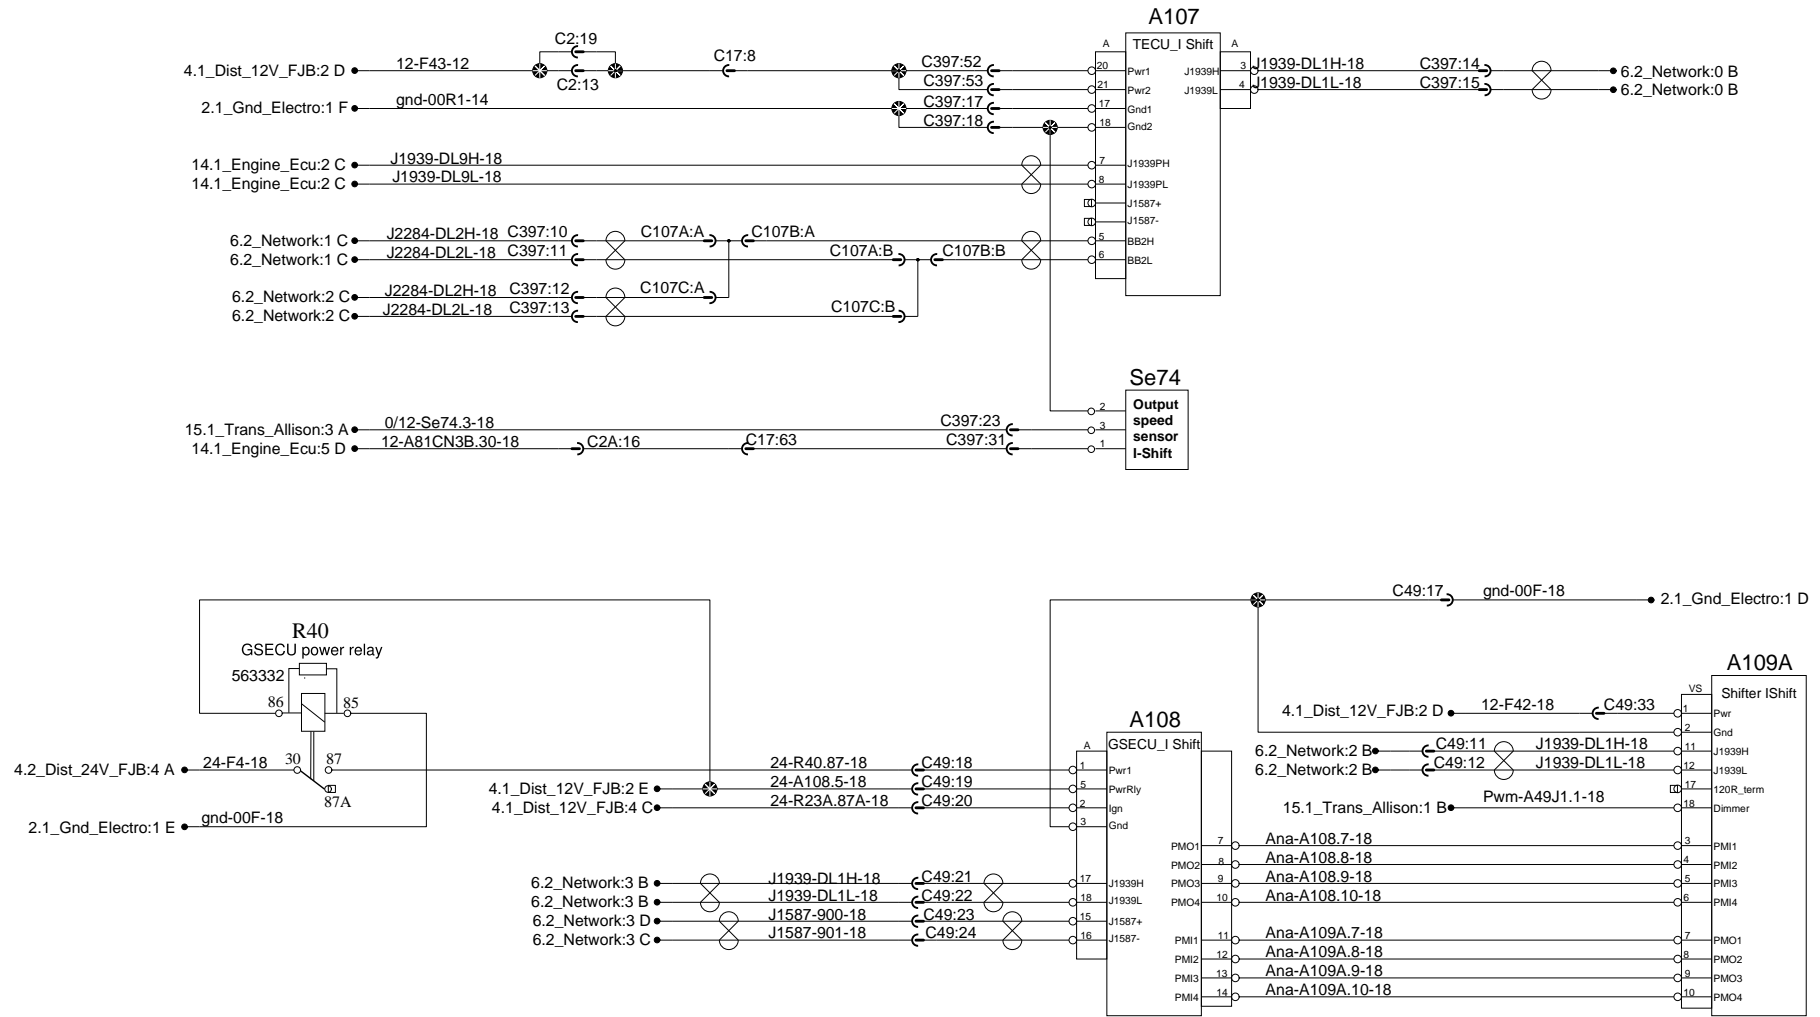 A107
A TECU_I Shift A
4.1_Dist_12V_FJB:2 D 12-F43-12 C2:19 C2:13 C17:8 C397:52 20 Pwr1
C397:53 21 Pwr2
2.1_Gnd_Electro:1 F gnd-00R1-14 C397:17 17 Gnd1
C397:18 18 Gnd2
J1939H 3 J1939-DL1H-18 C397:14 6.2_Network:0 B
J1939L 4 J1939-DL1L-18 C397:15 6.2_Network:0 B
14.1_Engine_Ecu:2 C J1939-DL9H-18 7 J1939PH
14.1_Engine_Ecu:2 C J1939-DL9L-18 8 J1939PL
J1587+
J1587-
6.2_Network:1 C J2284-DL2H-18 C397:10 C107A:A C107B:A 5 BB2H
6.2_Network:1 C J2284-DL2L-18 C397:11 C107A:B C107B:B 6 BB2L
6.2_Network:2 C J2284-DL2H-18 C397:12 C107C:A
6.2_Network:2 C J2284-DL2L-18 C397:13 C107C:B
Se74
2 Output
speed
sensor
I-Shift
15.1_Trans_Allison:3 A 0/12-Se74.3-18 C397:23 3
14.1_Engine_Ecu:5 D 12-A81CN3B.30-18 C2A:16 C17:63 C397:31 1
C49:17 gnd-00F-18 2.1_Gnd_Electro:1 D
R40
GSECU power relay
563332
86 85
4.2_Dist_24V_FJB:4 A 24-F4-18 30 87
87A
2.1_Gnd_Electro:1 E gnd-00F-18
A108
A GSECU_I Shift
24-R40.87-18 C49:18 1 Pwr1
4.1_Dist_12V_FJB:2 E 24-A108.5-18 C49:19 5 PwrRly
4.1_Dist_12V_FJB:4 C 24-R23A.87A-18 C49:20 2 Ign
3 Gnd
6.2_Network:3 B J1939-DL1H-18 C49:21 17 J1939H
6.2_Network:3 B J1939-DL1L-18 C49:22 18 J1939L
6.2_Network:3 D J1587-900-18 C49:23 15 J1587+
6.2_Network:3 C J1587-901-18 C49:24 16 J1587-
A109A
VS Shifter IShift
4.1_Dist_12V_FJB:2 D 12-F42-18 C49:33 1 Pwr
2 Gnd
6.2_Network:2 B C49:11 J1939-DL1H-18 11 J1939H
6.2_Network:2 B C49:12 J1939-DL1L-18 12 J1939L
17 120R_term
15.1_Trans_Allison:1 B Pwm-A49J1.1-18 18 Dimmer
PMO1 7 Ana-A108.7-18 3 PMI1
PMO2 8 Ana-A108.8-18 4 PMI2
PMO3 9 Ana-A108.9-18 5 PMI3
PMO4 10 Ana-A108.10-18 6 PMI4
PMI1 11 Ana-A109A.7-18 7 PMO1
PMI2 12 Ana-A109A.8-18 8 PMO2
PMI3 13 Ana-A109A.9-18 9 PMO3
PMI4 14 Ana-A109A.10-18 10 PMO4